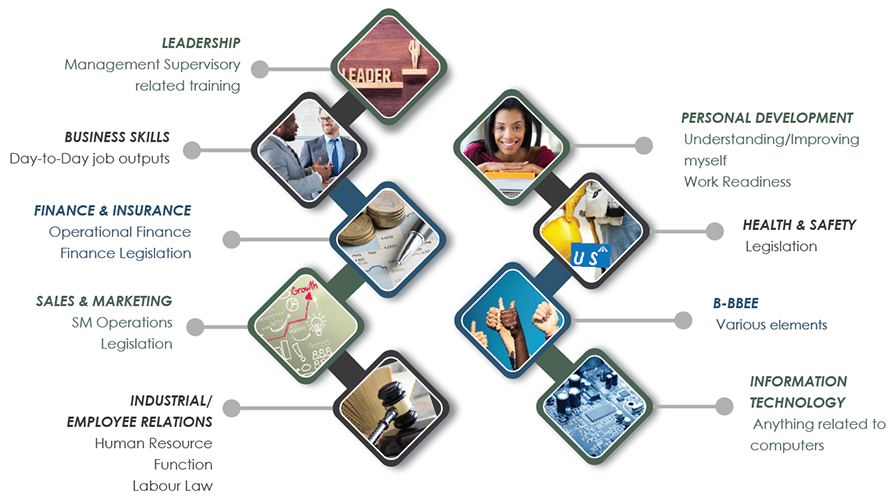 LEADERSHIP
Management Supervisory
related training
LEADER
BUSINESS SKILLS
Day-to-Day job outputs
FINANCE & INSURANCE
Operational Finance
Finance Legislation
SALES & MARKETING
SM Operations
Legislation
Growth
INDUSTRIAL/
EMPLOYEE RELATIONS
Human Resource
Function
Labour Law
PERSONAL DEVELOPMENT
Understanding/Improving
myself
Work Readiness
HEALTH & SAFETY
Legislation
US
B-BBEE
Various elements
INFORMATION
TECHNOLOGY
Anything related to
computers